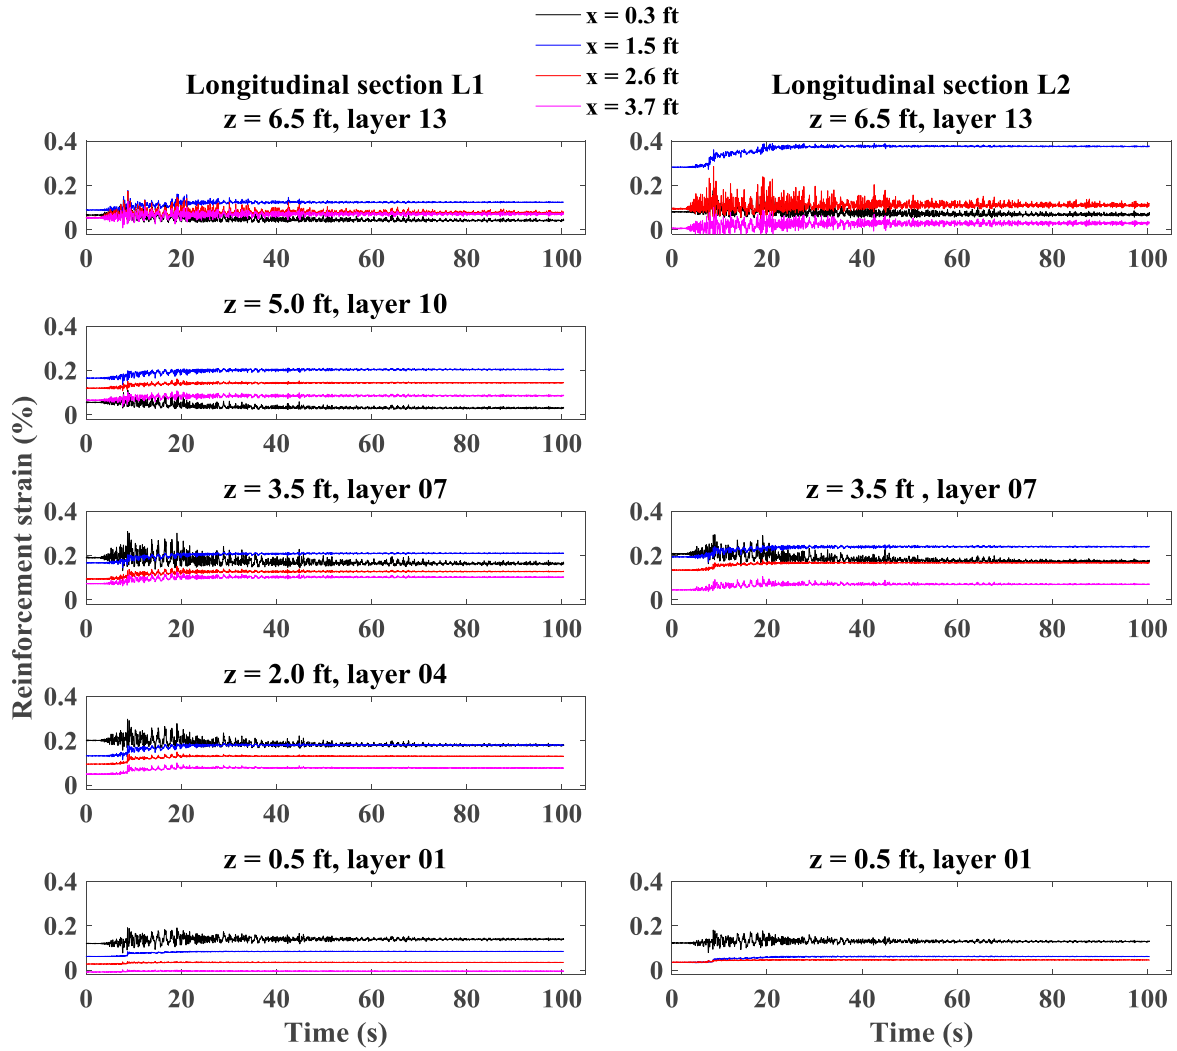 x = 0.3 ft
x = 1.5 ft
x = 2.6 ft
x = 3.7 ft
Longitudinal section L1
z = 6.5 ft, layer 13
0.4
0.2
0
0 20 40 60 80 100
Longitudinal section L2
z = 6.5 ft, layer 13
0.4
0.2
0
0 20 40 60 80 100
z = 5.0 ft, layer 10
0.4
0.2
0
0 20 40 60 80 100
Reinforcement strain (%)
z = 3.5 ft, layer 07
0.4
0.2
0
0 20 40 60 80 100
z = 3.5 ft , layer 07
0.4
0.2
0
0 20 40 60 80 100
z = 2.0 ft, layer 04
0.4
0.2
0
0 20 40 60 80 100
z = 0.5 ft, layer 01
0.4
0.2
0
0 20 40 60 80 100
Time (s)
z = 0.5 ft, layer 01
0.4
0.2
0
0 20 40 60 80 100
Time (s)